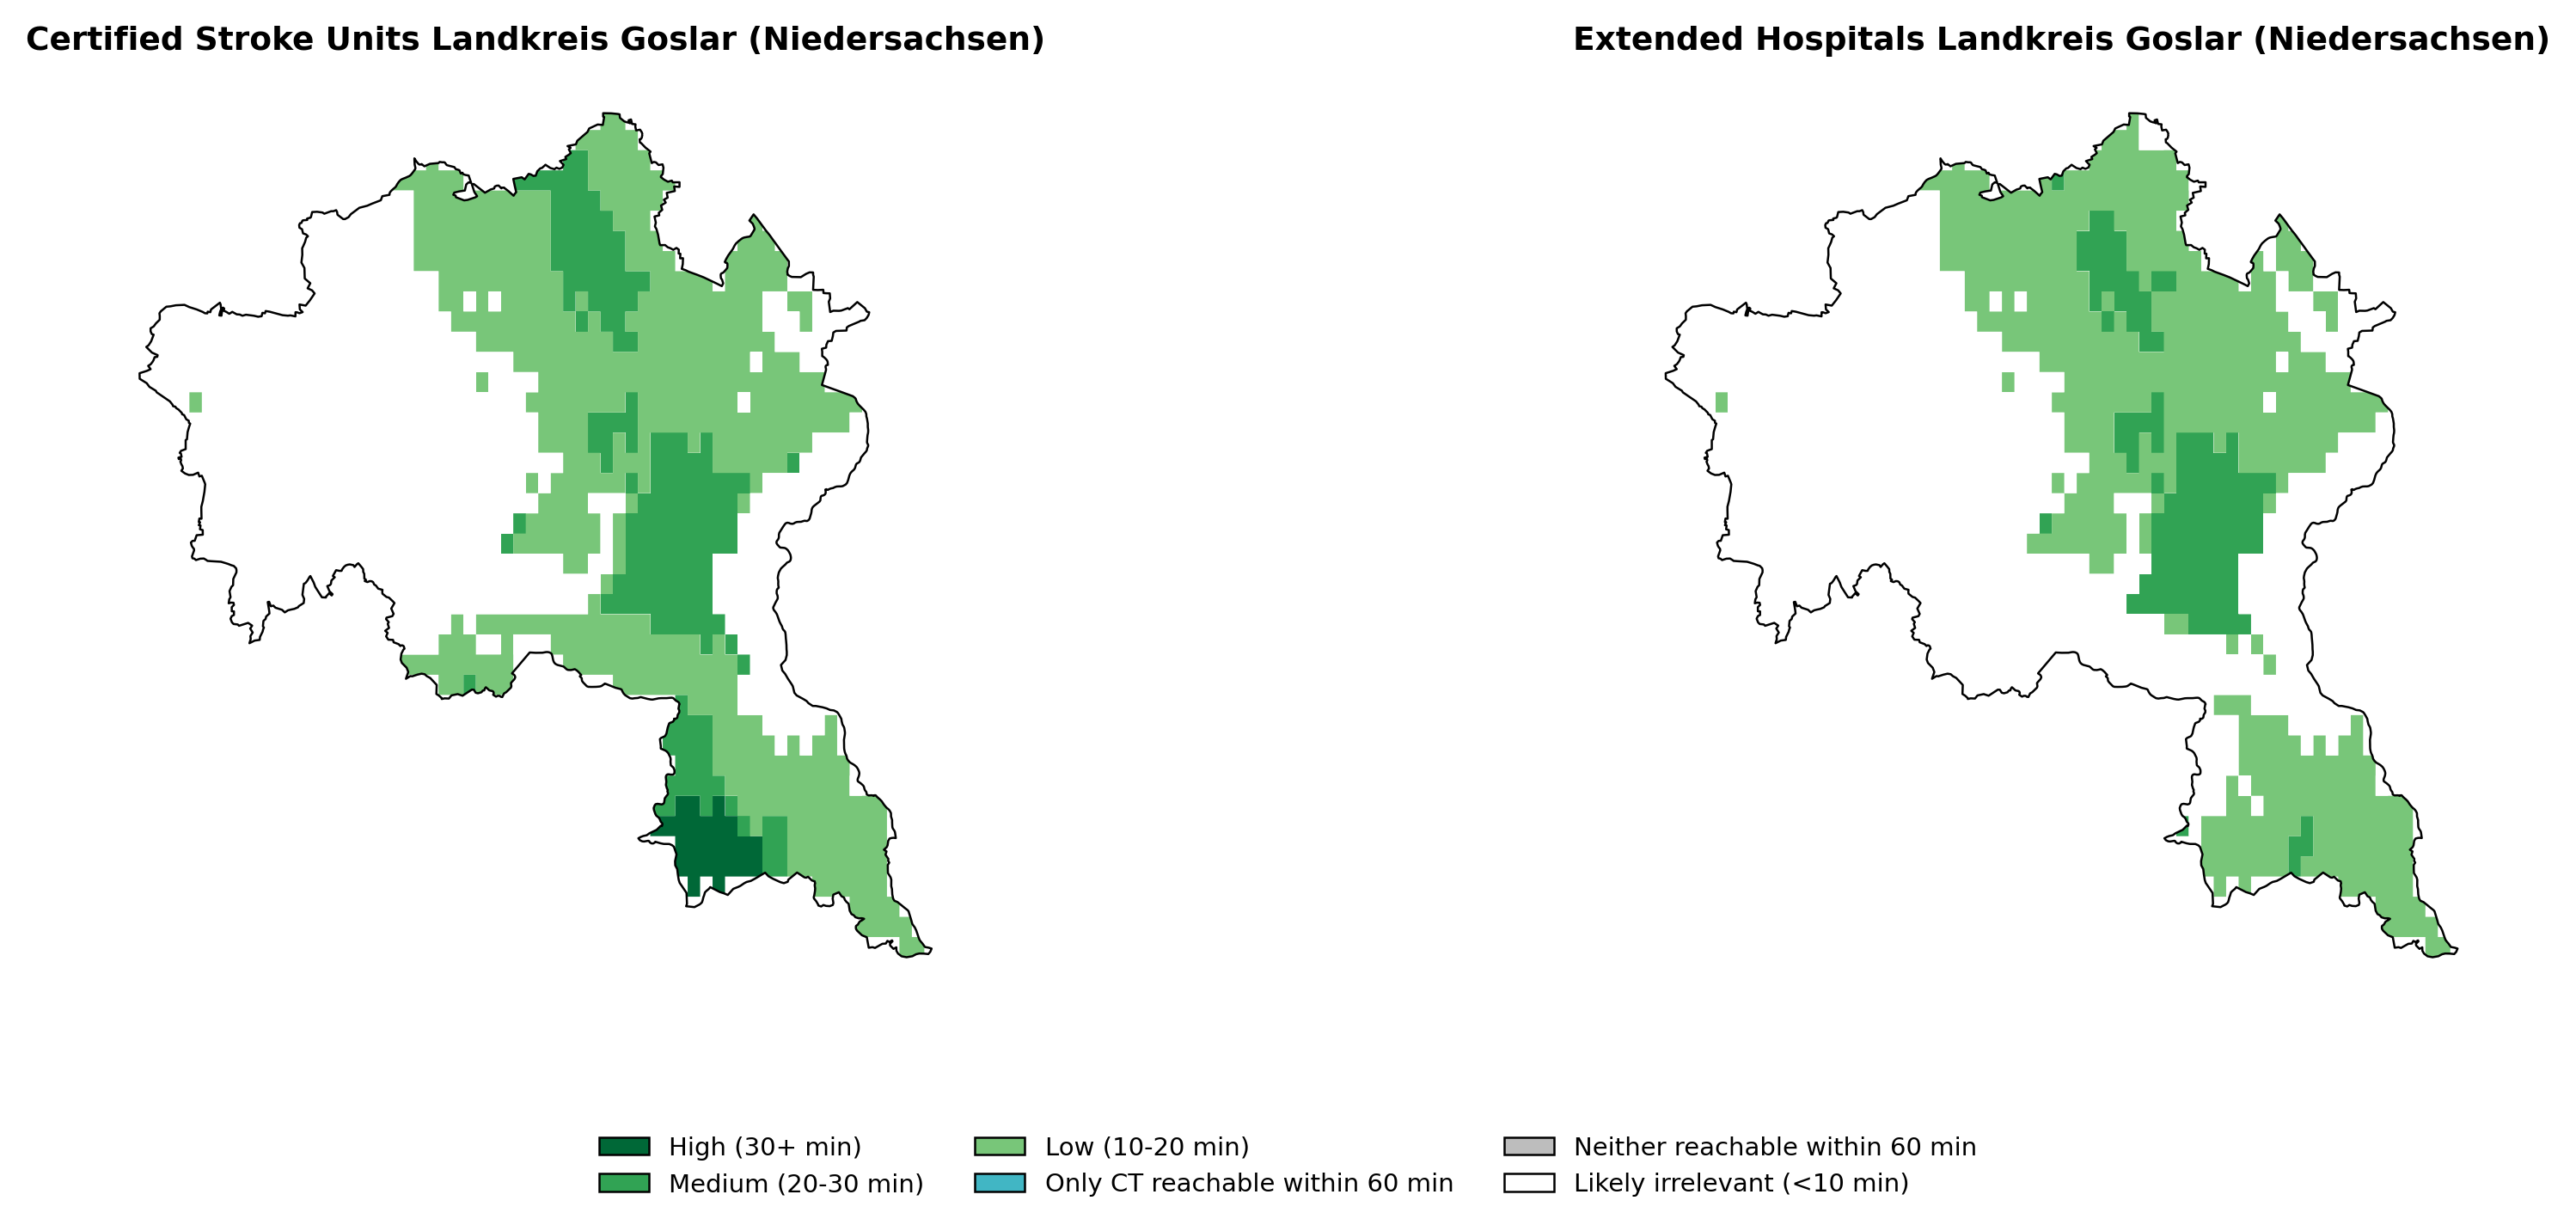 Certified Stroke Units Landkreis Goslar (Niedersachsen)
Extended Hospitals Landkreis Goslar (Niedersachsen)
High (30+ min)
Medium (20-30 min)
Low (10-20 min)
Only CT reachable within 60 min
Neither reachable within 60 min
Likely irrelevant (<10 min)